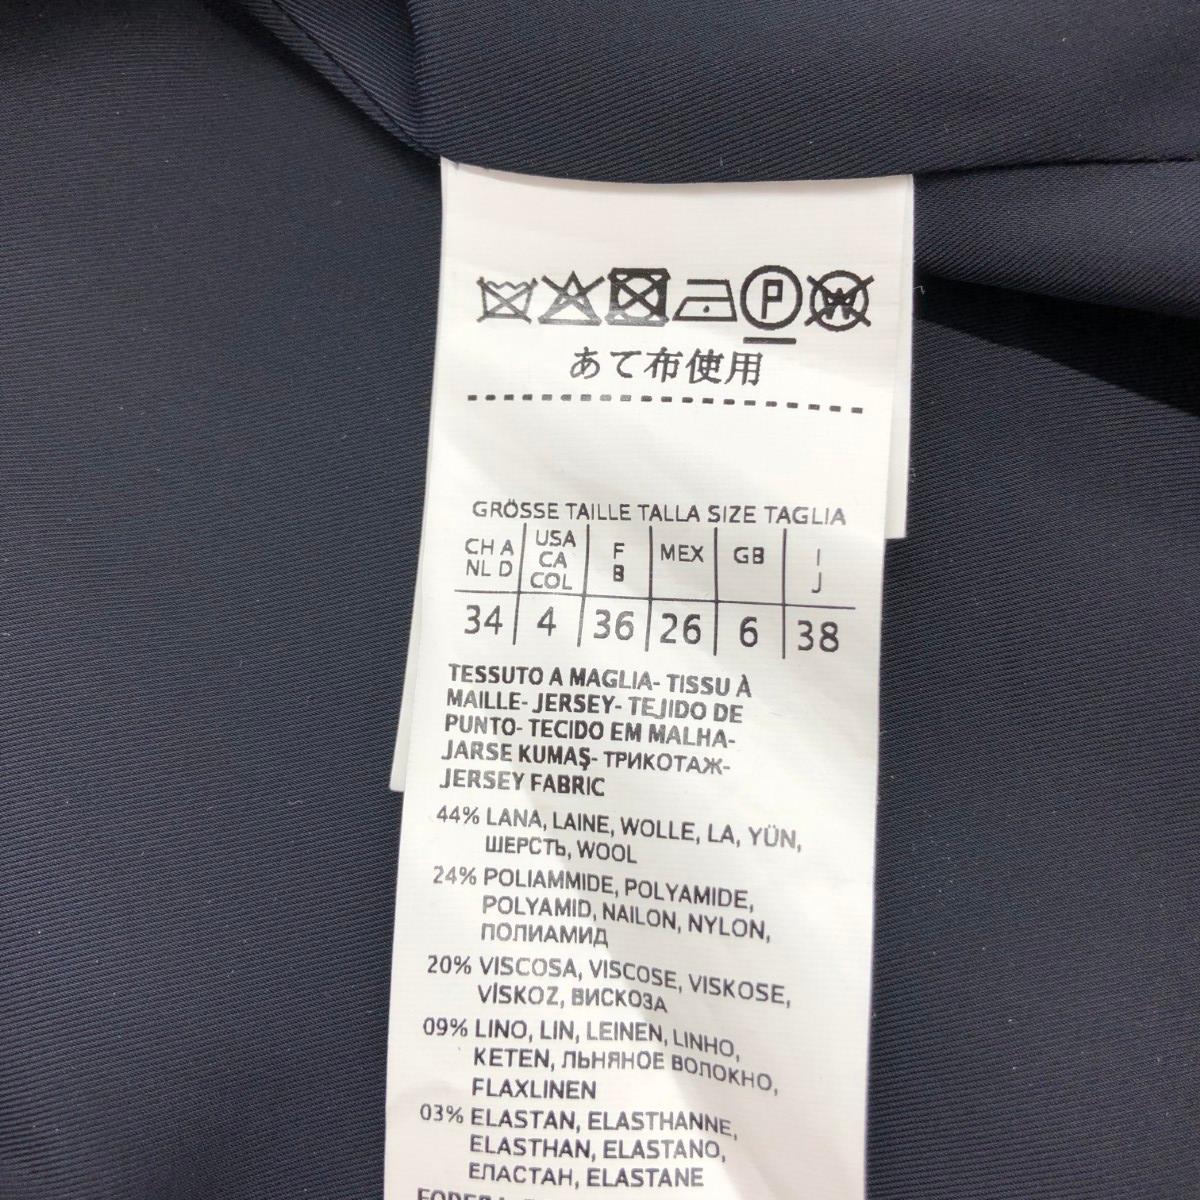 P W
あて布使用
GRÖSSE TAILLE TALLA SIZE TAGLIA
CH A NL D USA CA COL F B MEX GB I J
34 4 36 26 6 38
TESSUTO A MAGLIA- TISSU À
MAILLE- JERSEY- TEJIDO DE
PUNTO- TECIDO EM MALHA-
JARSE KUMAŞ- ТРИКОТАЖ-
JERSEY FABRIC
44% LANA, LAINE, WOLLE, LA, YÜN,
ШЕРСТЬ, WOOL
24% POLIAMMIDE, POLYAMIDE,
POLYAMID, NAILON, NYLON,
ПОЛИАМИД
20% VISCOSA, VISCOSE, VISKOSE,
VİSKOZ, ВИСКОЗА
09% LINO, LIN, LEINEN, LINHO,
KETEN, ЛЬНЯНОЕ ВОЛОКНО,
FLAXLINEN
03% ELASTAN, ELASTHANNE,
ELASTHAN, ELASTANO,
ЕЛАСТАН, ELASTANE